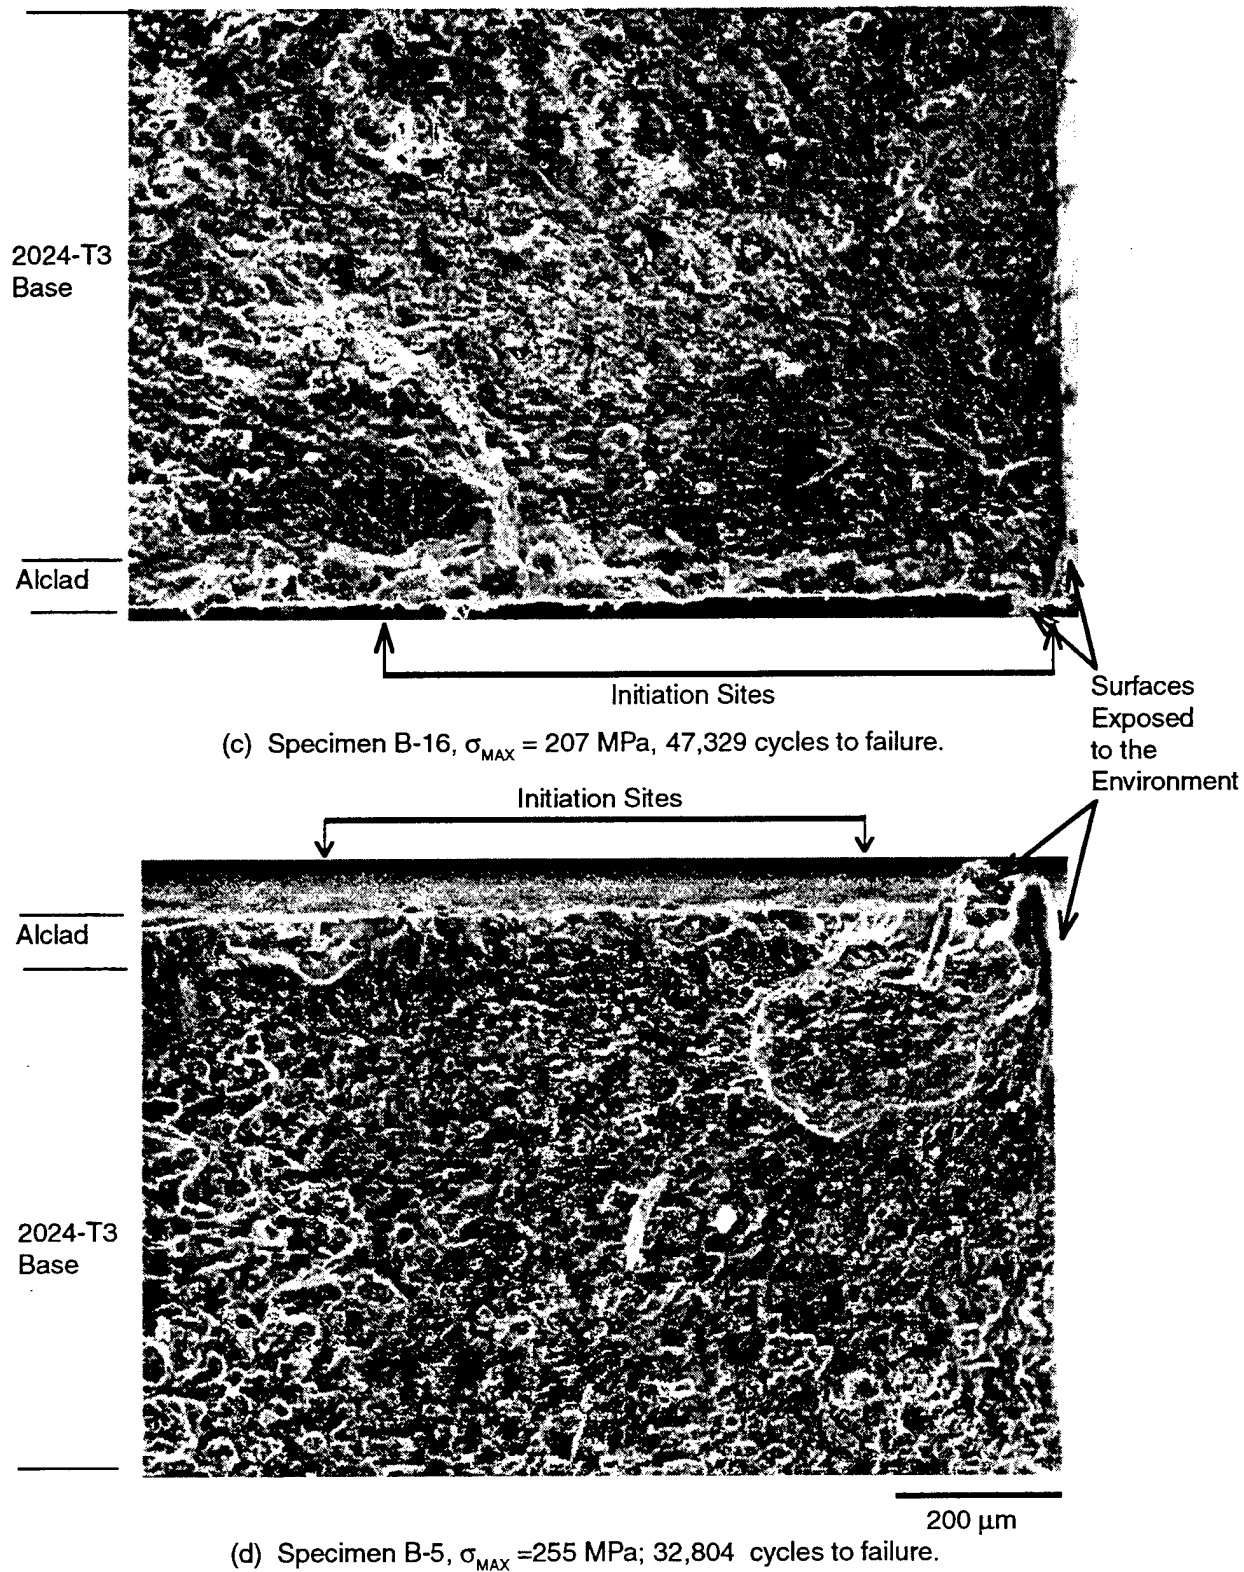 2024-T3
Base
Alclad
Initiation Sites
Surfaces
Exposed
to the
Environment
(c) Specimen B-16, σMAX = 207 MPa, 47,329 cycles to failure.
Initiation Sites
Alclad
2024-T3
Base
200 μm
(d) Specimen B-5, σMAX =255 MPa; 32,804 cycles to failure.